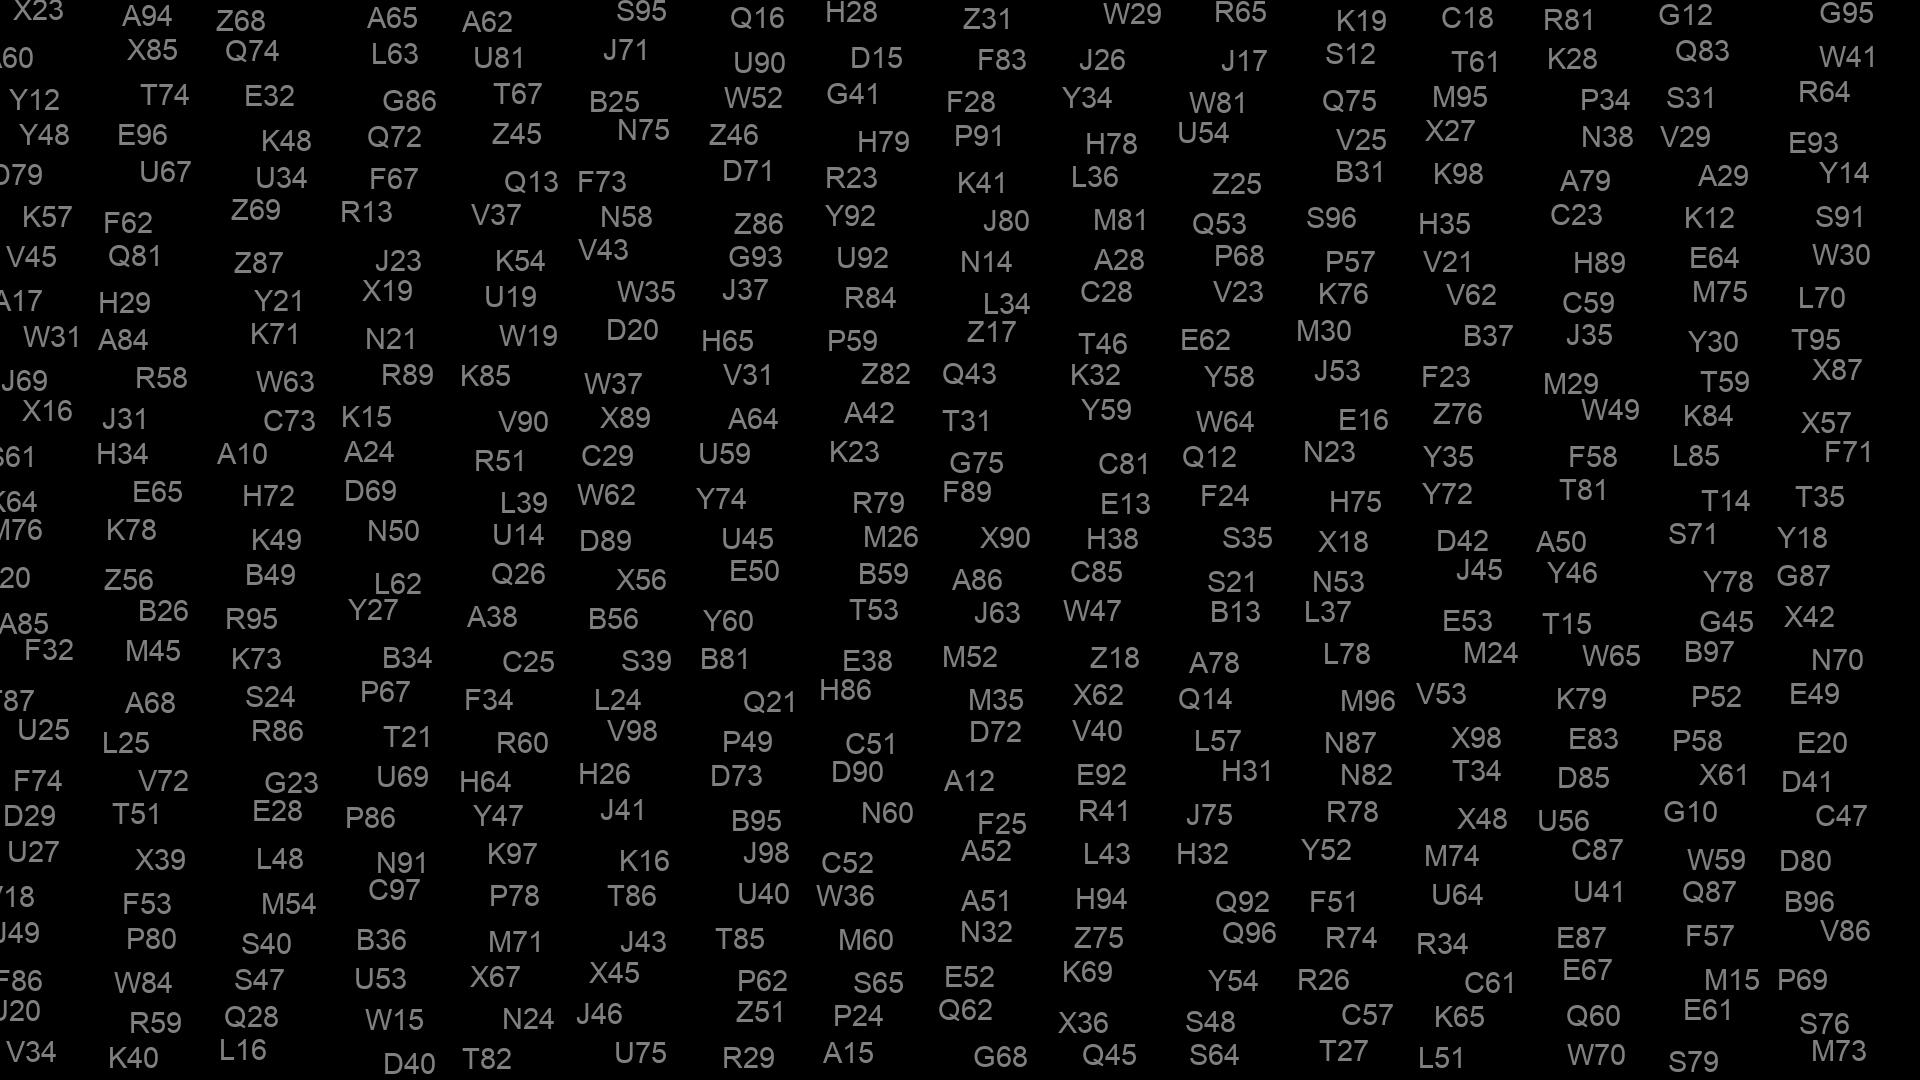 X23 A94 Z68 A65 A62 S95 Q16 H28 Z31 W29 R65 K19 C18 R81 G12 G95
X85 Q74 L63 U81 J71 U90 D15 F83 J26 J17 S12 T61 K28 Q83 W41
Y12 T74 E32 G86 T67 B25 W52 G41 F28 Y34 W81 Q75 M95 P34 S31 R64
Y48 E96 K48 Q72 Z45 N75 Z46 H79 P91 H78 U54 V25 X27 N38 V29 E93
D79 U67 U34 F67 Q13 F73 D71 R23 K41 L36 Z25 B31 K98 A79 A29 Y14
K57 F62 Z69 R13 V37 N58 Z86 Y92 J80 M81 Q53 S96 H35 C23 K12 S91
V45 Q81 Z87 J23 K54 V43 G93 U92 N14 A28 P68 P57 V21 H89 E64 W30
A17 H29 Y21 X19 U19 W35 J37 R84 L34 C28 V23 K76 V62 C59 M75 L70
W31 A84 K71 N21 W19 D20 H65 P59 Z17 T46 E62 M30 B37 J35 Y30 T95
J69 R58 W63 R89 K85 W37 V31 Z82 Q43 K32 Y58 J53 F23 M29 T59 X87
X16 J31 C73 K15 V90 X89 A64 A42 T31 Y59 W64 E16 Z76 W49 K84 X57
S61 H34 A10 A24 R51 C29 U59 K23 G75 C81 Q12 N23 Y35 F58 L85 F71
K64 E65 H72 D69 L39 W62 Y74 R79 F89 E13 F24 H75 Y72 T81 T14 T35
M76 K78 K49 N50 U14 D89 U45 M26 X90 H38 S35 X18 D42 A50 S71 Y18
Z56 B49 L62 Q26 X56 E50 B59 A86 C85 S21 N53 J45 Y46 Y78 G87
A85 B26 R95 Y27 A38 B56 Y60 T53 J63 W47 B13 L37 E53 T15 G45 X42
F32 M45 K73 B34 C25 S39 B81 E38 M52 Z18 A78 L78 M24 W65 B97 N70
A68 S24 P67 F34 L24 Q21 H86 M35 X62 Q14 M96 V53 K79 P52 E49
U25 L25 R86 T21 R60 V98 P49 C51 D72 V40 L57 N87 X98 E83 P58 E20
F74 V72 G23 U69 H64 H26 D73 D90 A12 E92 H31 N82 T34 D85 X61 D41
D29 T51 E28 P86 Y47 J41 B95 N60 F25 R41 J75 R78 X48 U56 G10 C47
U27 X39 L48 N91 K97 K16 J98 C52 A52 L43 H32 Y52 M74 C87 W59 D80
F53 M54 C97 P78 T86 U40 W36 A51 H94 Q92 F51 U64 U41 Q87 B96
P80 S40 B36 M71 J43 T85 M60 N32 Z75 Q96 R74 R34 E87 F57 V86
F86 W84 S47 U53 X67 X45 P62 S65 E52 K69 Y54 R26 C61 E67 M15 P69
R59 Q28 W15 N24 J46 Z51 P24 Q62 X36 S48 C57 K65 Q60 E61 S76
V34 K40 L16 D40 T82 U75 R29 A15 G68 Q45 S64 T27 L51 W70 S79 M73